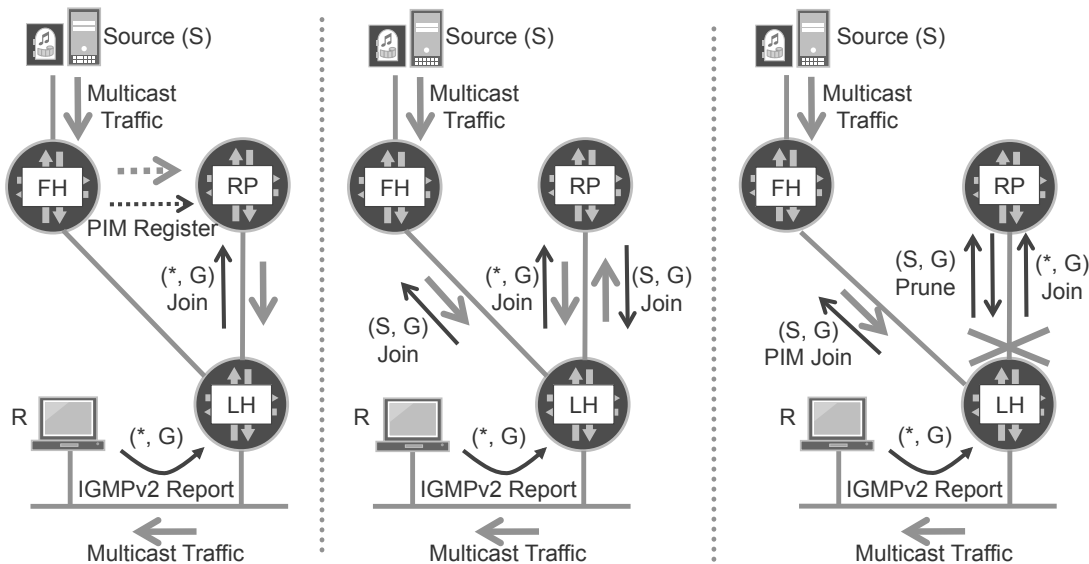 Source (S)
Multicast
Traffic
FH
RP
PIM Register
(*, G)
Join
LH
R
(*, G)
IGMPv2 Report
Multicast Traffic
Source (S)
Multicast
Traffic
FH
RP
(*, G)
Join
(S, G)
Join
(S, G)
Join
LH
R
(*, G)
IGMPv2 Report
Multicast Traffic
Source (S)
Multicast
Traffic
FH
RP
(S, G)
Prune
(*, G)
Join
(S, G)
PIM Join
LH
R
(*, G)
IGMPv2 Report
Multicast Traffic